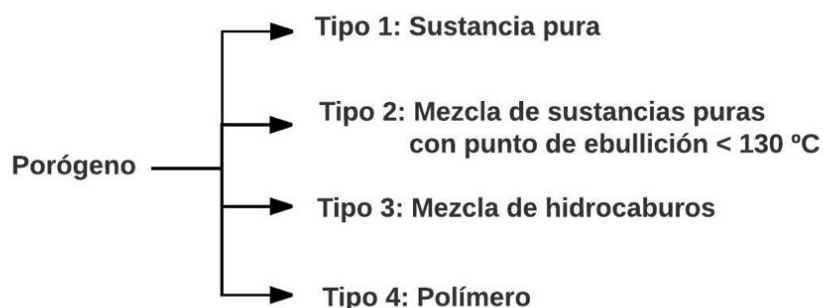 Tipo 1: Sustancia pura
Tipo 2: Mezcla de sustancias puras
con punto de ebullición < 130 ºC
Porógeno
Tipo 3: Mezcla de hidrocaburos
Tipo 4: Polímero